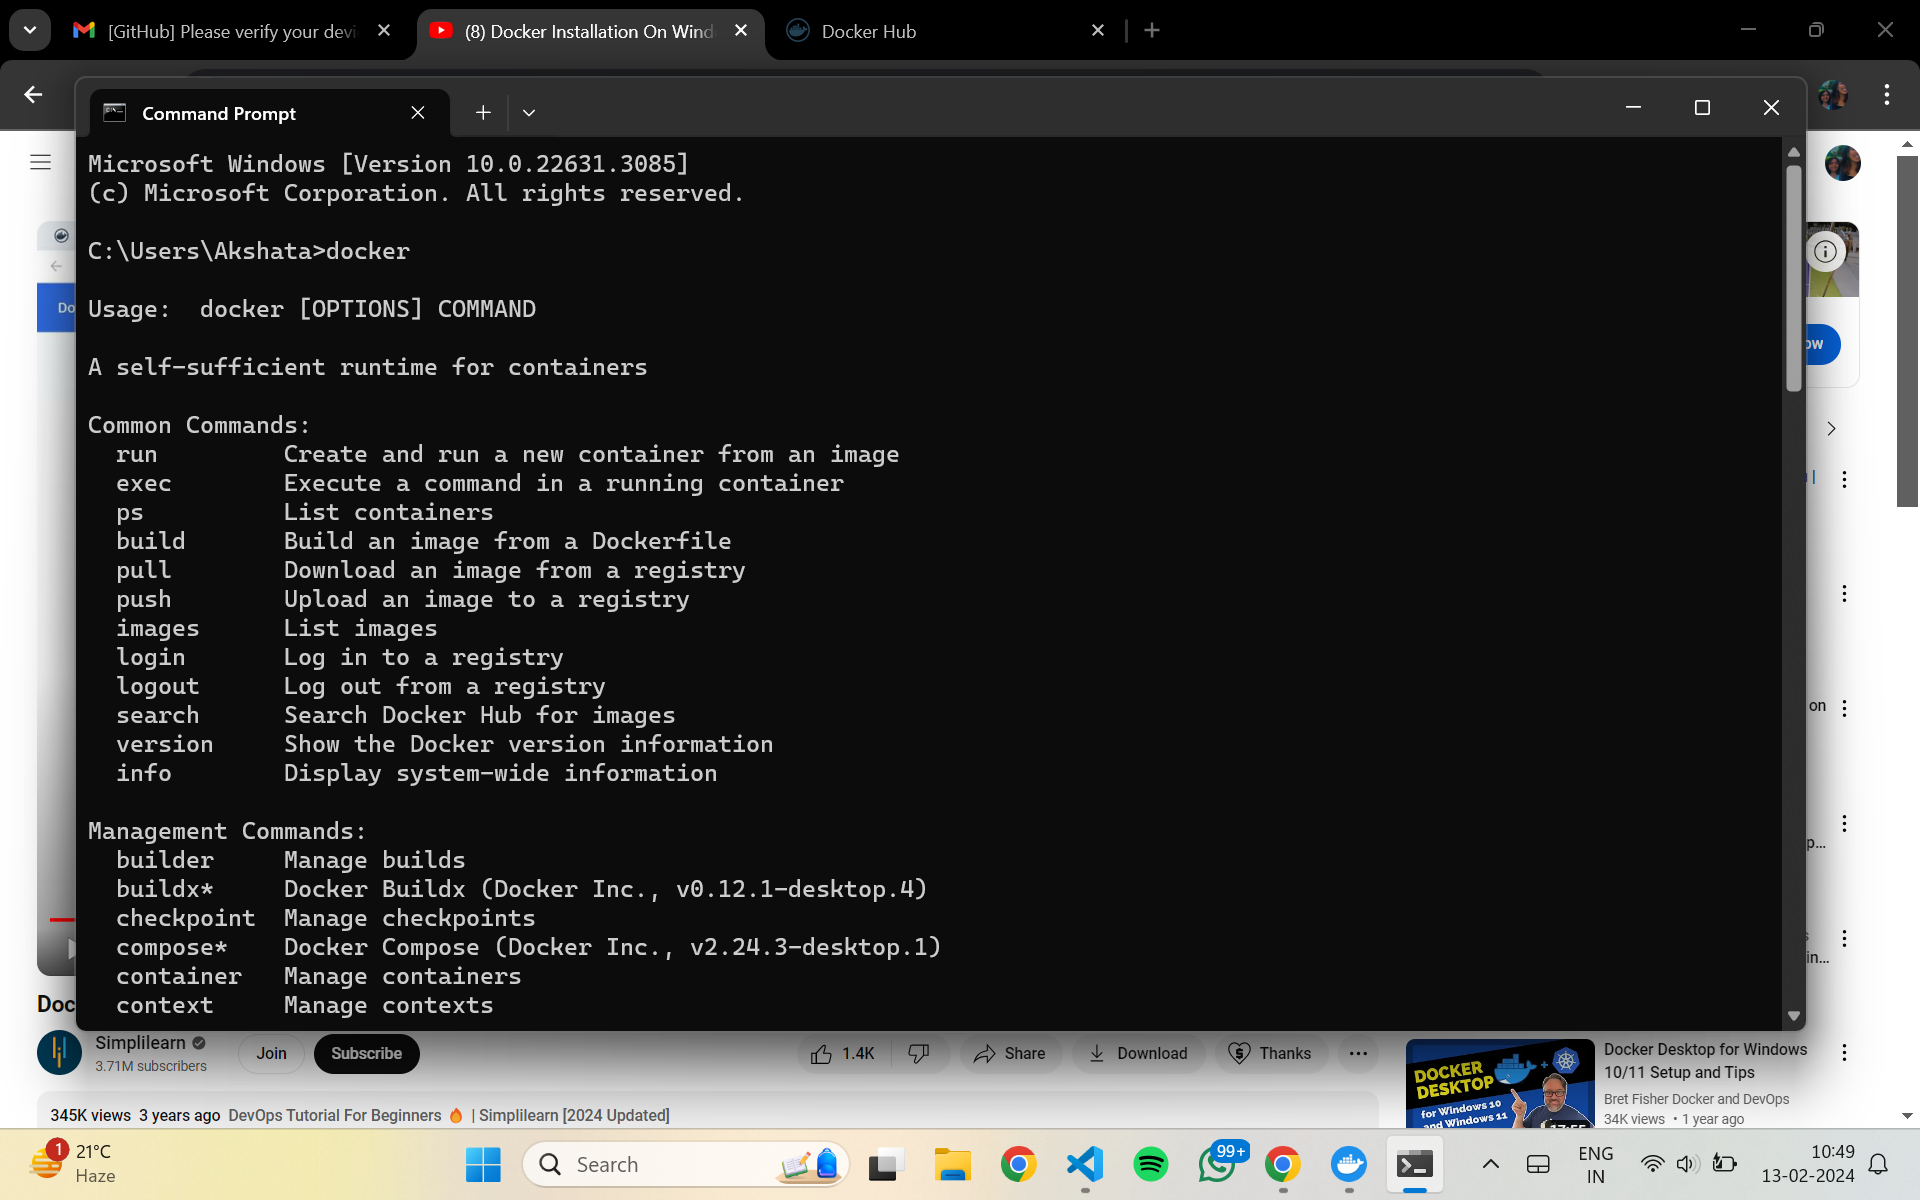 [GitHub] Please verify your devi
(8) Docker Installation On Wind
Docker Hub
Command Prompt
Microsoft Windows [Version 10.0.22631.3085]
(c) Microsoft Corporation. All rights reserved.
C:\Users\Akshata>docker
Usage:  docker [OPTIONS] COMMAND
A self-sufficient runtime for containers
Common Commands:
run         Create and run a new container from an image
exec        Execute a command in a running container
ps          List containers
build       Build an image from a Dockerfile
pull        Download an image from a registry
push        Upload an image to a registry
images      List images
login       Log in to a registry
logout      Log out from a registry
search      Search Docker Hub for images
version     Show the Docker version information
info        Display system-wide information
Management Commands:
builder     Manage builds
buildx*     Docker Buildx (Docker Inc., v0.12.1-desktop.4)
checkpoint  Manage checkpoints
compose*    Docker Compose (Docker Inc., v2.24.3-desktop.1)
container   Manage containers
context     Manage contexts
Do
ow
on
p...
in...
Doc
Simplilearn
3.71M subscribers
Join
Subscribe
1.4K
Share
Download
Thanks
345K views 3 years ago DevOps Tutorial For Beginners 🔥 | Simplilearn [2024 Updated]
DOCKER
DESKTOP
for Windows 10
and Windows 11
17:55
Docker Desktop for Windows
10/11 Setup and Tips
Bret Fisher Docker and DevOps
34K views • 1 year ago
1
21°C
Haze
Search
99+
ENG
IN
10:49
13-02-2024